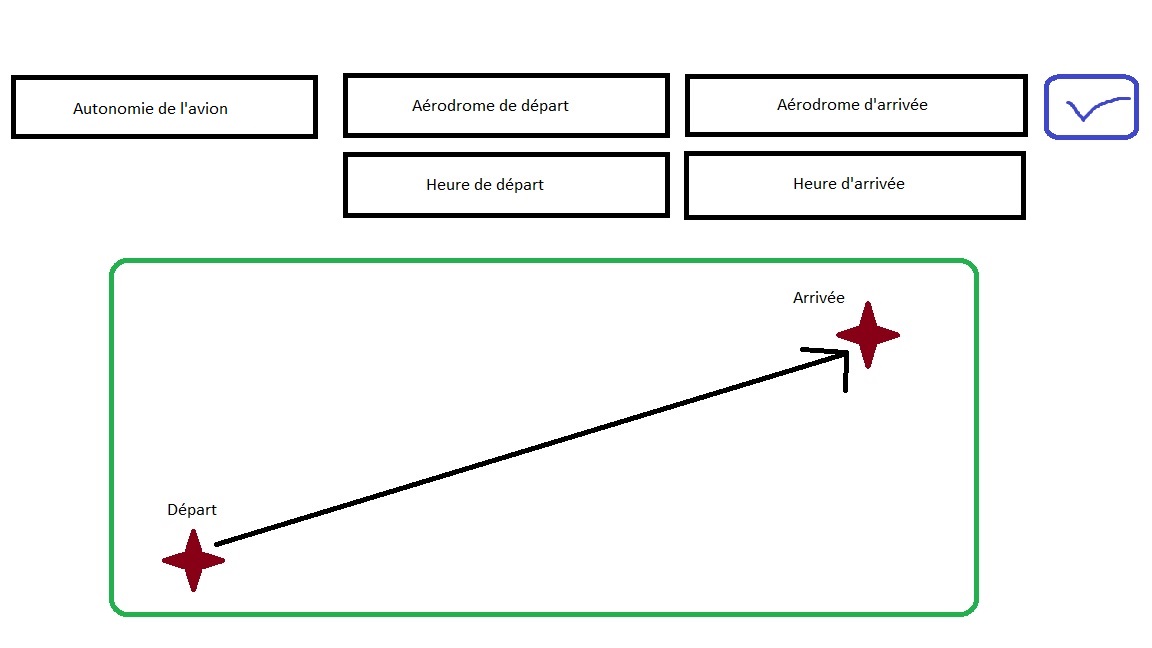 Autonomie de l'avion
Aérodrome de départ
Aérodrome d'arrivée
Heure de départ
Heure d'arrivée
Arrivée
Départ